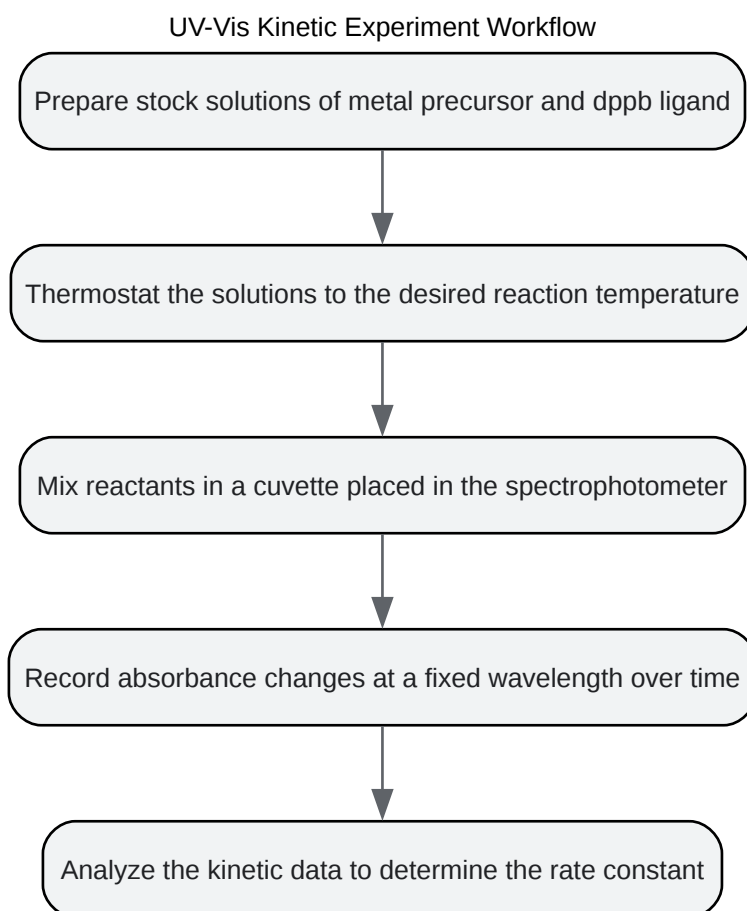 UV-Vis Kinetic Experiment Workflow
Prepare stock solutions of metal precursor and dppb ligand
Thermostat the solutions to the desired reaction temperature
Mix reactants in a cuvette placed in the spectrophotometer
Record absorbance changes at a fixed wavelength over time
Analyze the kinetic data to determine the rate constant